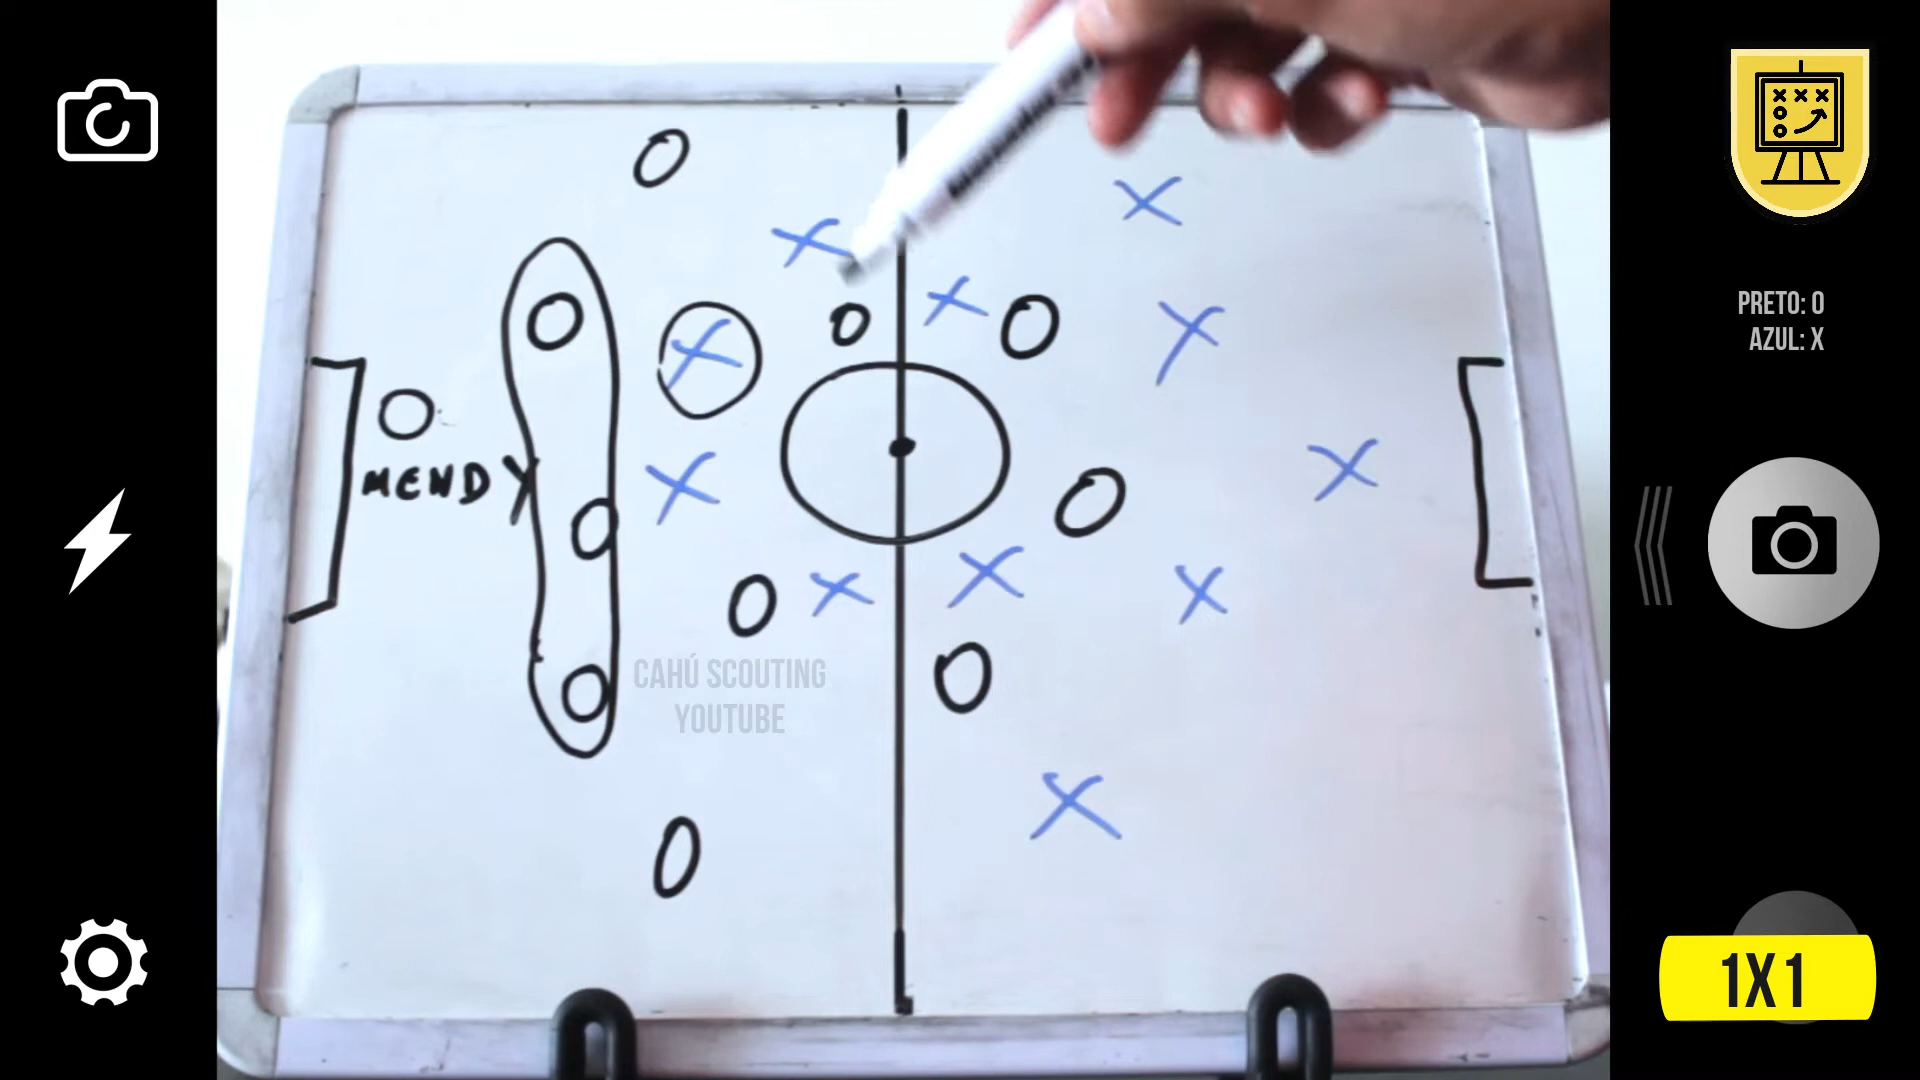 PRETO: O
AZUL: X
MENDY
CAHÚ SCOUTING
YOUTUBE
1X1